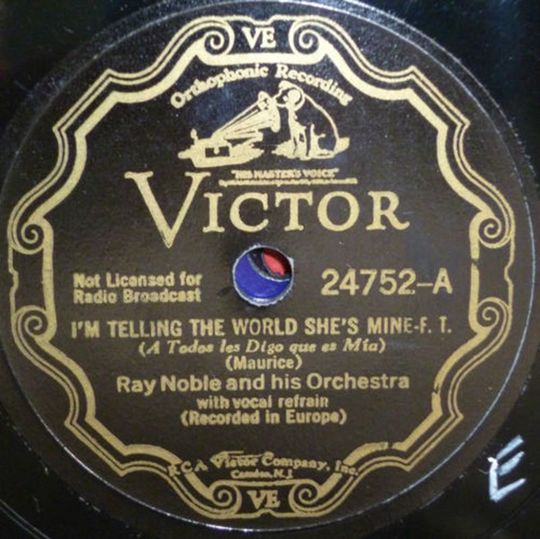 VE
Orthophonic Recording
"HIS MASTER'S VOICE"
VICTOR
Not Licensed for
Radio Broadcast
24752-A
I'M TELLING THE WORLD SHE'S MINE-F. T.
(A Todos les Digo que es Mía)
(Maurice)
Ray Noble and his Orchestra
with vocal refrain
(Recorded in Europe)
RCA Victor Company, Inc.
Camden, N.J.
VE
E